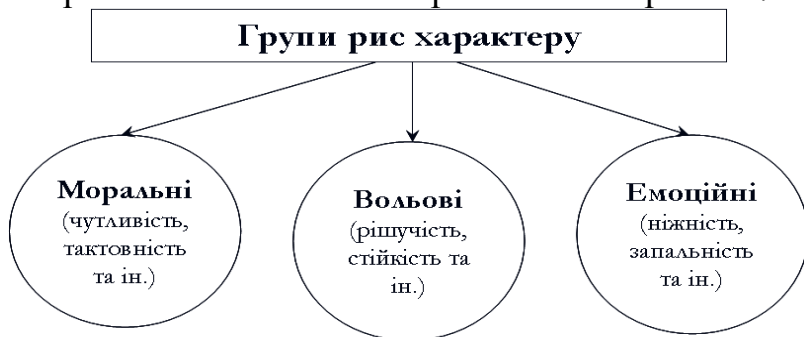 Групи рис характеру
Моральні
(чутливість,
тактовність
та ін.)
Вольові
(рішучість,
стійкість та
ін.)
Емоційні
(ніжність,
запальність
та ін.)